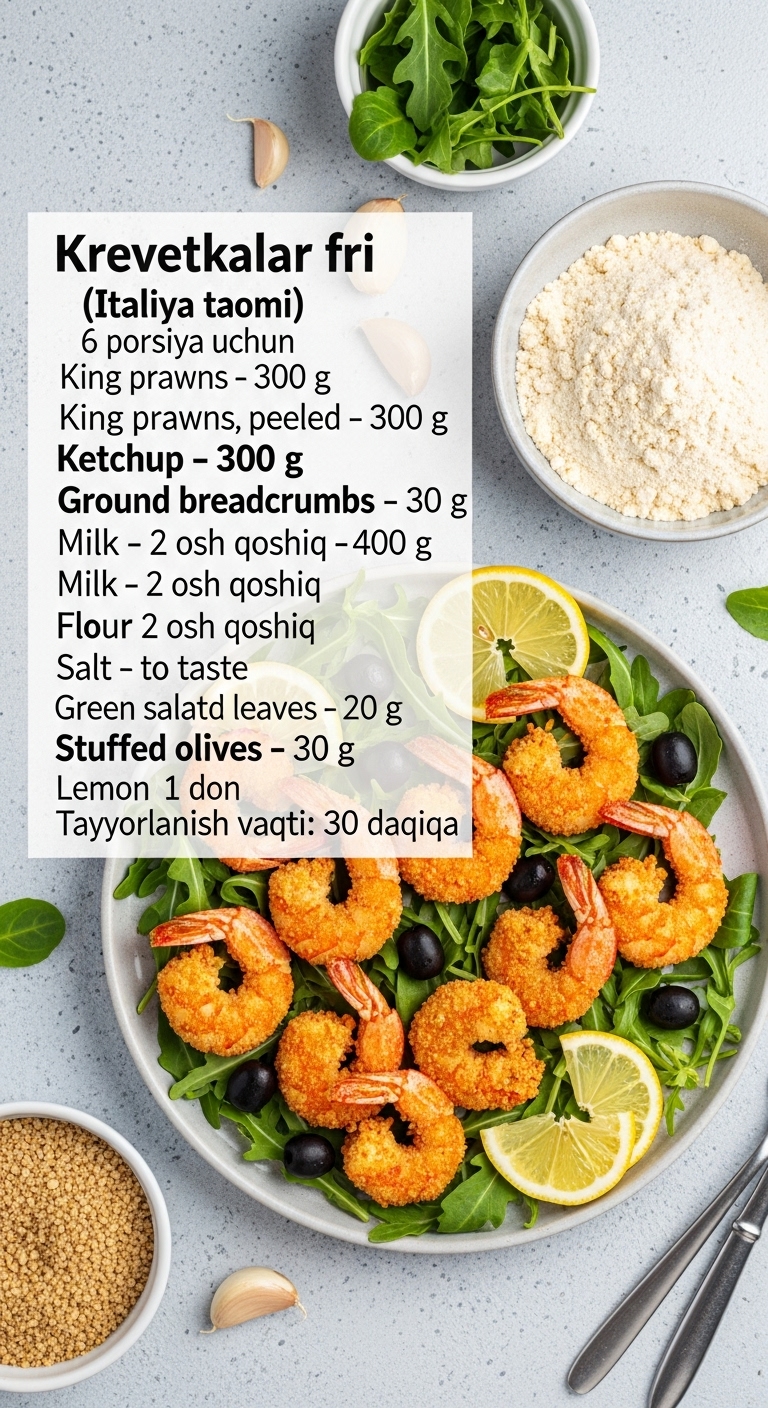 Krevetkalar fri
(Italiya taomi)
6 porsiya uchun
King prawns – 300 g
King prawns, peeled – 300 g
Ketchup – 300 g
Ground breadcrumbs – 30 g
Milk – 2 osh qoshiq – 400 g
Milk – 2 osh qoshiq
Flour 2 osh qoshiq
Salt – to taste
Green salatd leaves – 20 g
Stuffed olives – 30 g
Lemon 1 don
Tayyorlanish vaqti: 30 daqiqa